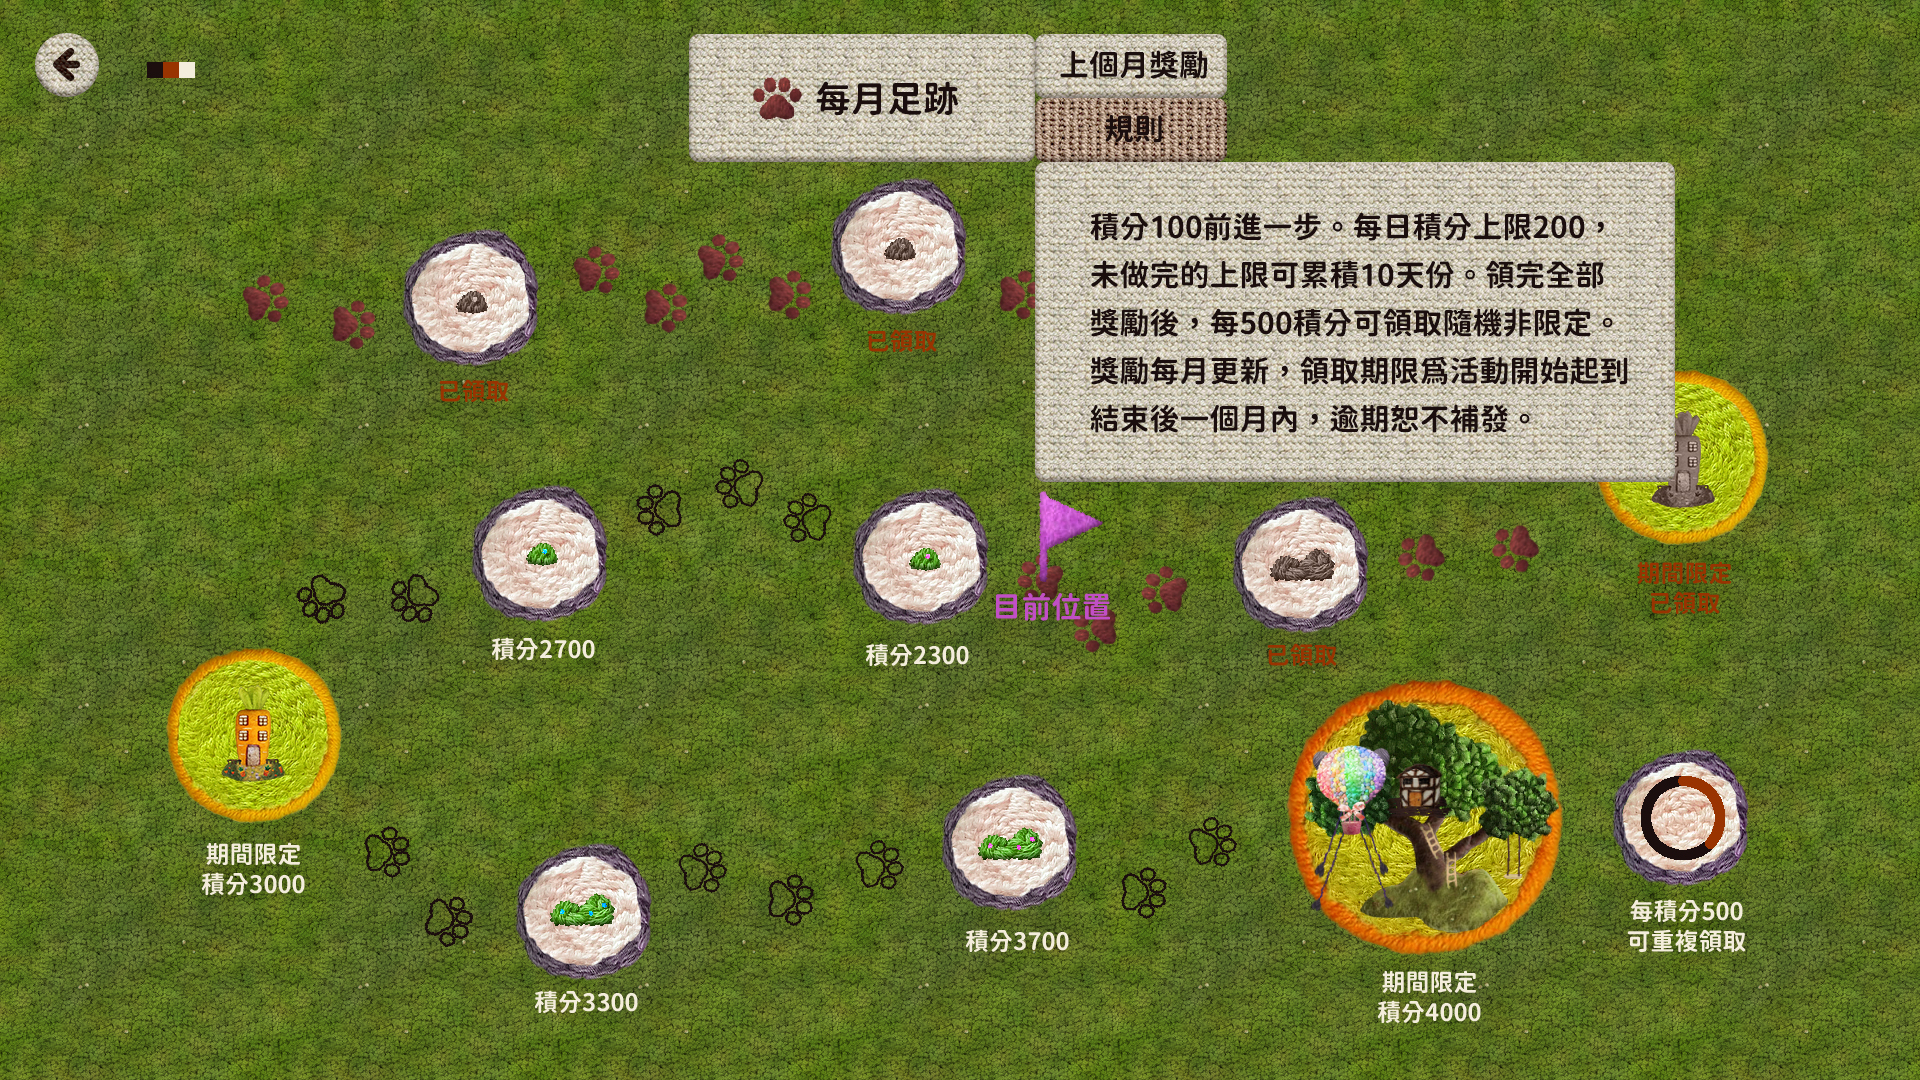 每月足跡
上個月獎勵
規則
積分100前進一步。每日積分上限200，
未做完的上限可累積10天份。領完全部
獎勵後，每500積分可領取隨機非限定。
獎勵每月更新，領取期限爲活動開始起到
結束後一個月內，逾期恕不補發。
已領取
已領取
期間限定
已領取
積分2700
積分2300
目前位置
已領取
期間限定
積分3000
積分3300
積分3700
期間限定
積分4000
每積分500
可重複領取